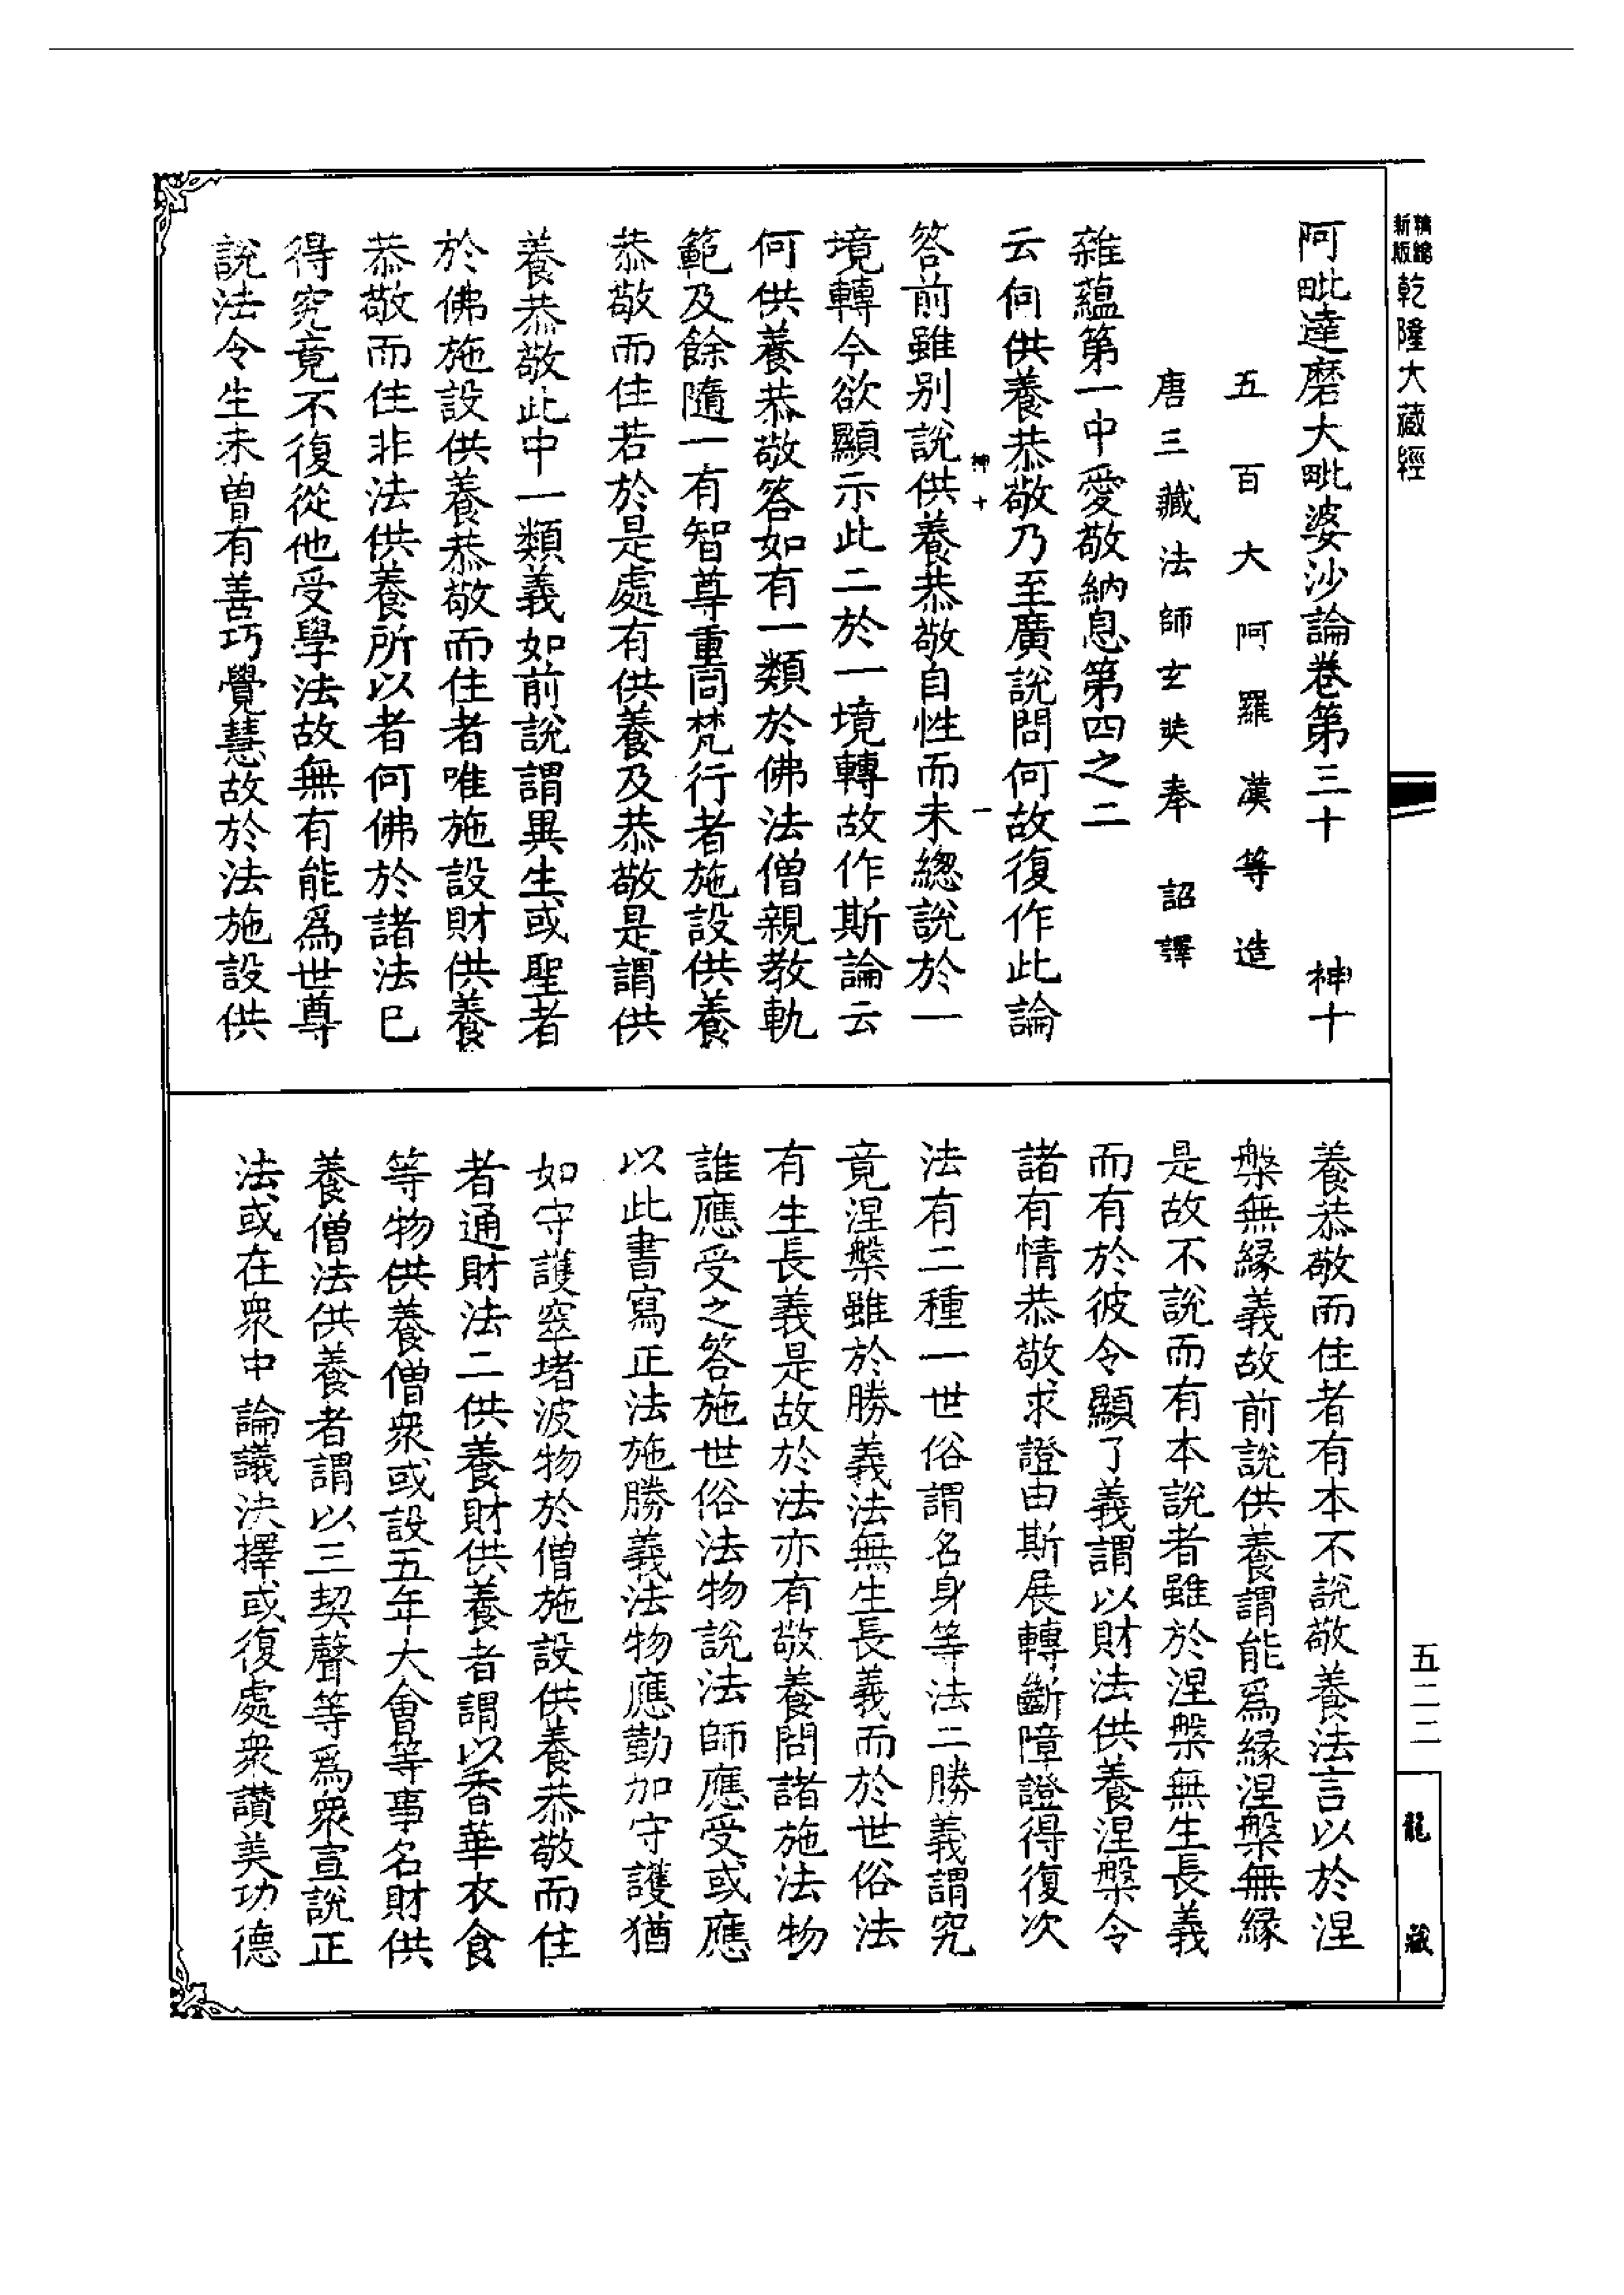 新版精縮乾隆大藏經
阿毗達磨大毗婆沙論卷第三十　神十
五百大阿羅漢等造
唐三藏法師玄奘奉　詔譯
雜蘊第一中愛敬納息第四之二
云何供養恭敬乃至廣說問何故復作此論
神十　一
答前雖別說供養恭敬自性而未緫說於一
境轉今欲顯示此二於一境轉故作斯論云
何供養恭敬答如有一類於佛法僧親教軌
範及餘隨一有智尊重同梵行者施設供養
恭敬而住若於是處有供養及恭敬是謂供
養恭敬此中一類義如前說謂異生或聖者
於佛施設供養恭敬而住者唯施設財供養
恭敬而住非法供養所以者何佛於諸法已
得究竟不復從他受學法故無有能爲世尊
說法令生未曾有善巧覺慧故於法施設供
養恭敬而住者有本不說敬養法言以於涅
槃無緣義故前說供養謂能爲緣涅槃無緣
是故不說而有本說者雖於涅槃無生長義
而有於彼令顯了義謂以財法供養涅槃令
諸有情恭敬求證由斯展轉斷障證得復次
法有二種一世俗謂名身等法二勝義謂究
竟涅槃雖於勝義法無生長義而於世俗法
有生長義是故於法亦有敬養問諸施法物
誰應受之答施世俗法物說法師應受或應
以此書寫正法施勝義法物應勤加守護猶
如守護窣堵波物於僧施設供養恭敬而住
者通財法二供養財供養者謂以香華衣食
等物供養僧衆或設五年大會等事名財供
養僧法供養者謂以三契聲等爲衆宣說正
法或在衆中論議決擇或復處衆讃美功德
五二二
龍藏